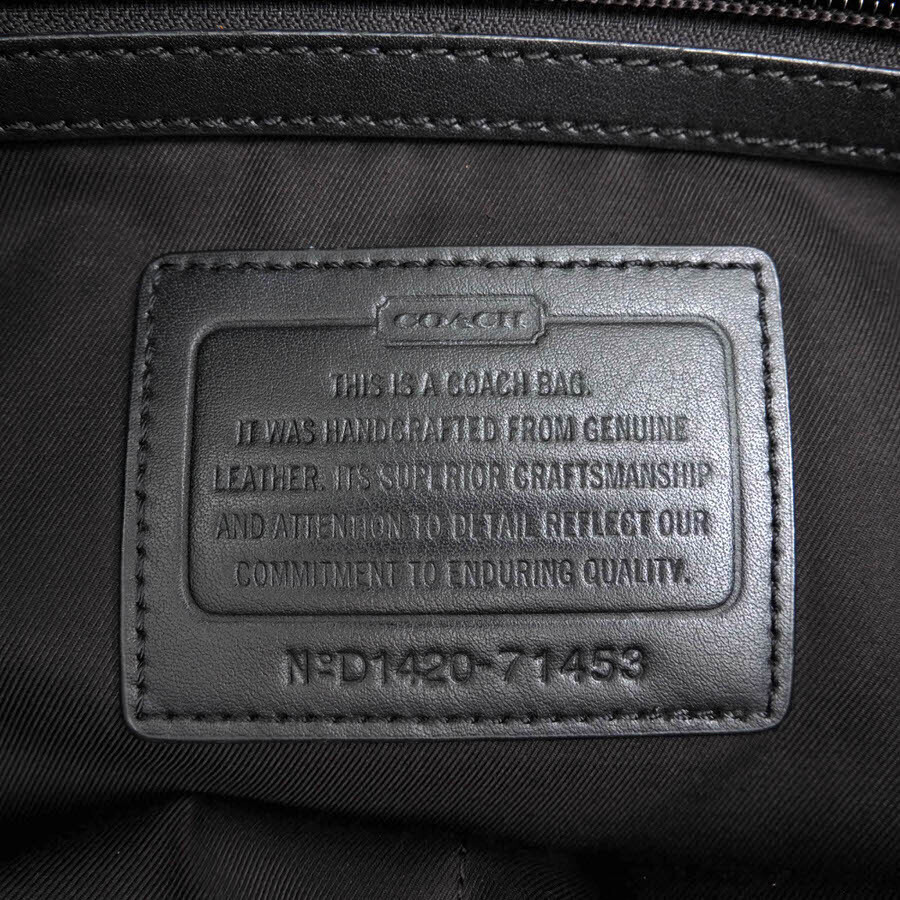 COACH
THIS IS A COACH BAG.
IT WAS HANDCRAFTED FROM GENUINE
LEATHER. ITS SUPERIOR CRAFTSMANSHIP
AND ATTENTION TO DETAIL REFLECT OUR
COMMITMENT TO ENDURING QUALITY.
NºD1420-71453